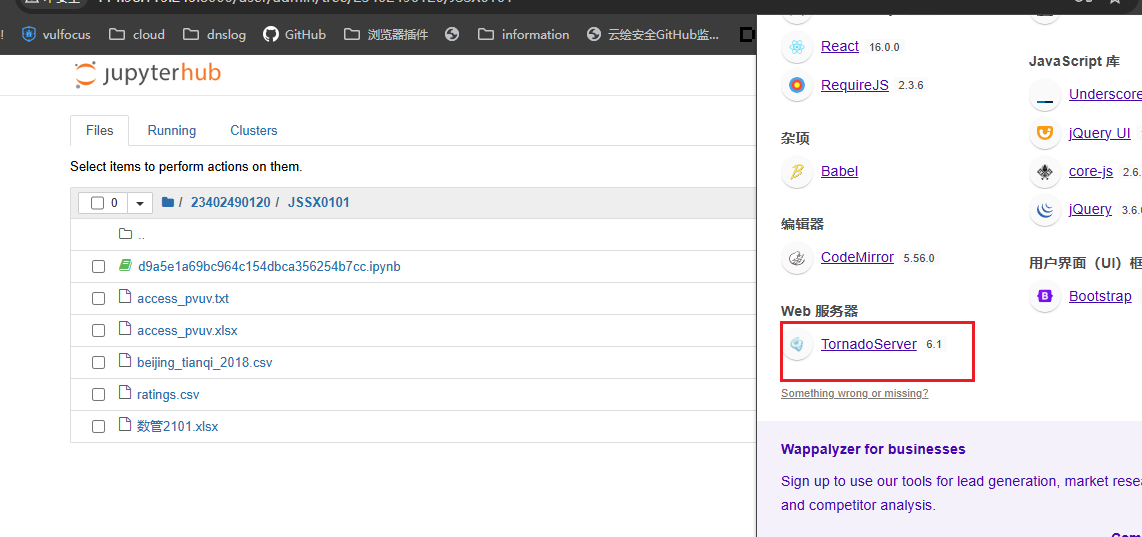 ! vulfocus cloud dnslog GitHub 浏览器插件 information 云绘安全GitHub监...
jupyterhub
Files Running Clusters
Select items to perform actions on them.
0 / 23402490120 / JSSX0101
..
d9a5e1a69bc964c154dbca356254b7cc.ipynb
access_pvuv.txt
access_pvuv.xlsx
beijing_tianqi_2018.csv
ratings.csv
数管2101.xlsx
React 16.0.0
RequireJS 2.3.6
杂项
Babel
编辑器
CodeMirror 5.56.0
Web 服务器
TornadoServer 6.1
Something wrong or missing?
JavaScript 库
Underscore
jQuery UI
core-js 2.6.
jQuery 3.6.
用户界面（UI）框
Bootstrap
Wappalyzer for businesses
Sign up to use our tools for lead generation, market rese
and competitor analysis.